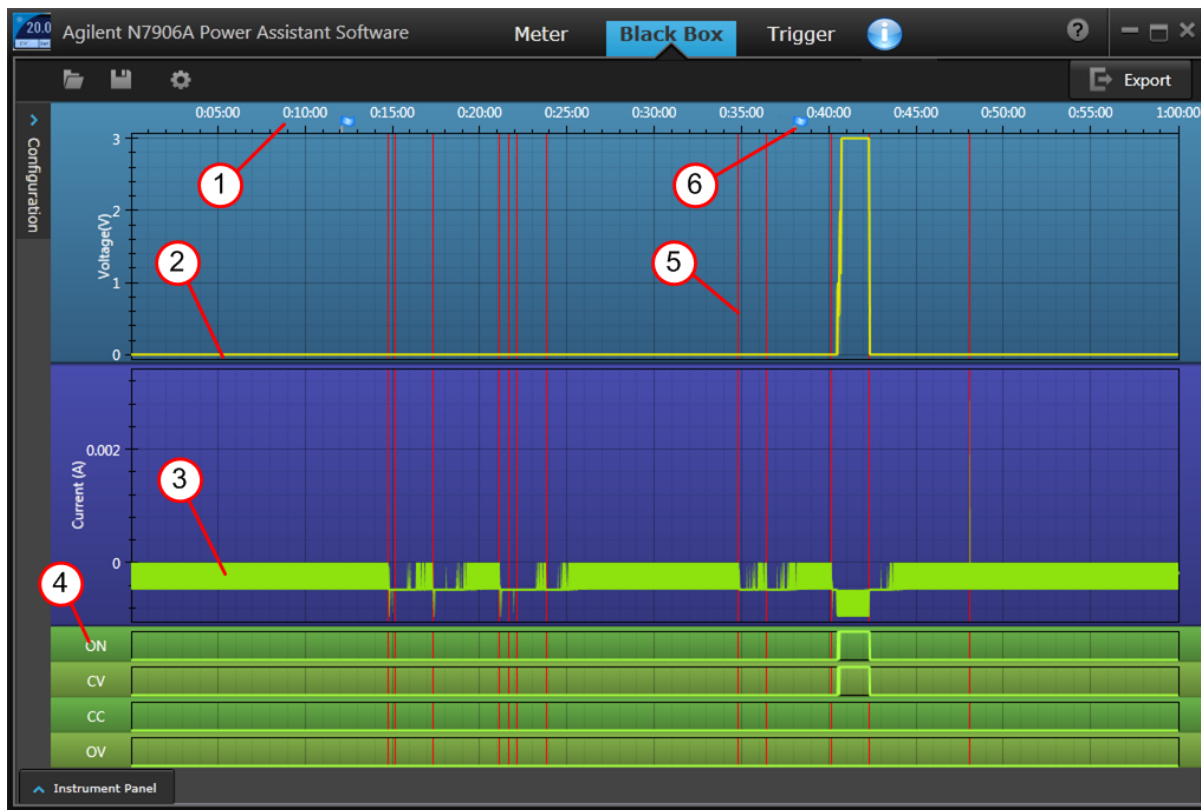 20.0 Agilent N7906A Power Assistant Software Meter Black Box Trigger i ?
Export
Configuration
0:05:00 0:10:00 0:15:00 0:20:00 0:25:00 0:30:00 0:35:00 0:40:00 0:45:00 0:50:00 0:55:00 1:00:00
3
1
6
Voltage(V)
2
2
5
1
0
0.002
Current (A)
3
0
4
ON
CV
CC
OV
Instrument Panel